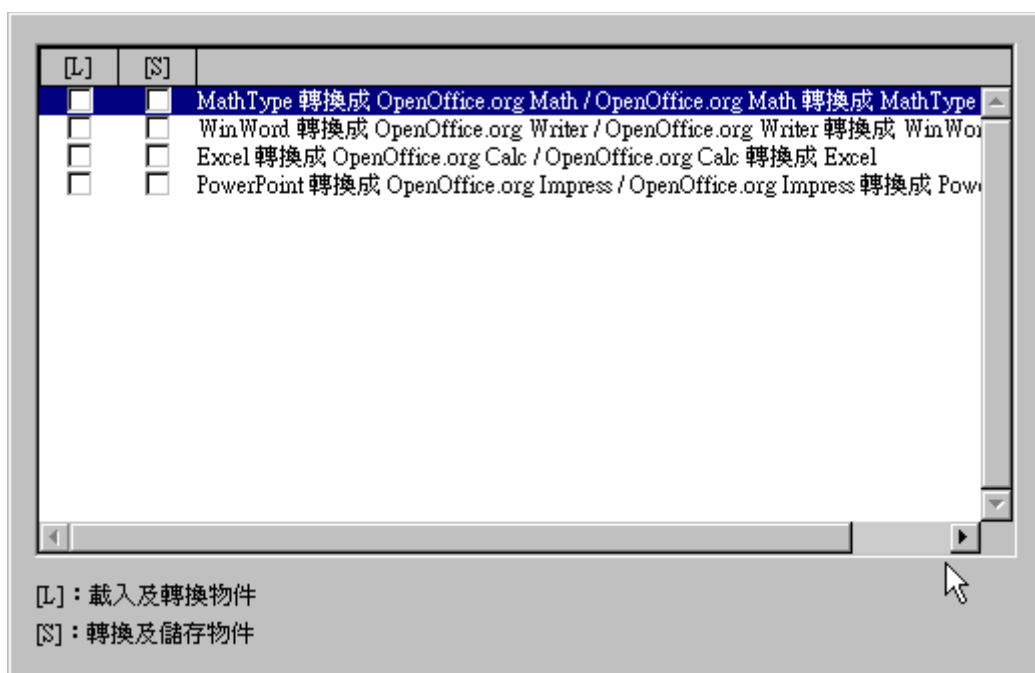 [L] [S]
MathType 轉換成 OpenOffice.org Math / OpenOffice.org Math 轉換成 MathType
WinWord 轉換成 OpenOffice.org Writer / OpenOffice.org Writer 轉換成
Excel 轉換成 OpenOffice.org Calc / OpenOffice.org Calc 轉換成 Excel
PowerPoint 轉換成 OpenOffice.org Impress / OpenOffice.org Impress 轉換成
[L]：載入及轉換物件
[S]：轉換及儲存物件